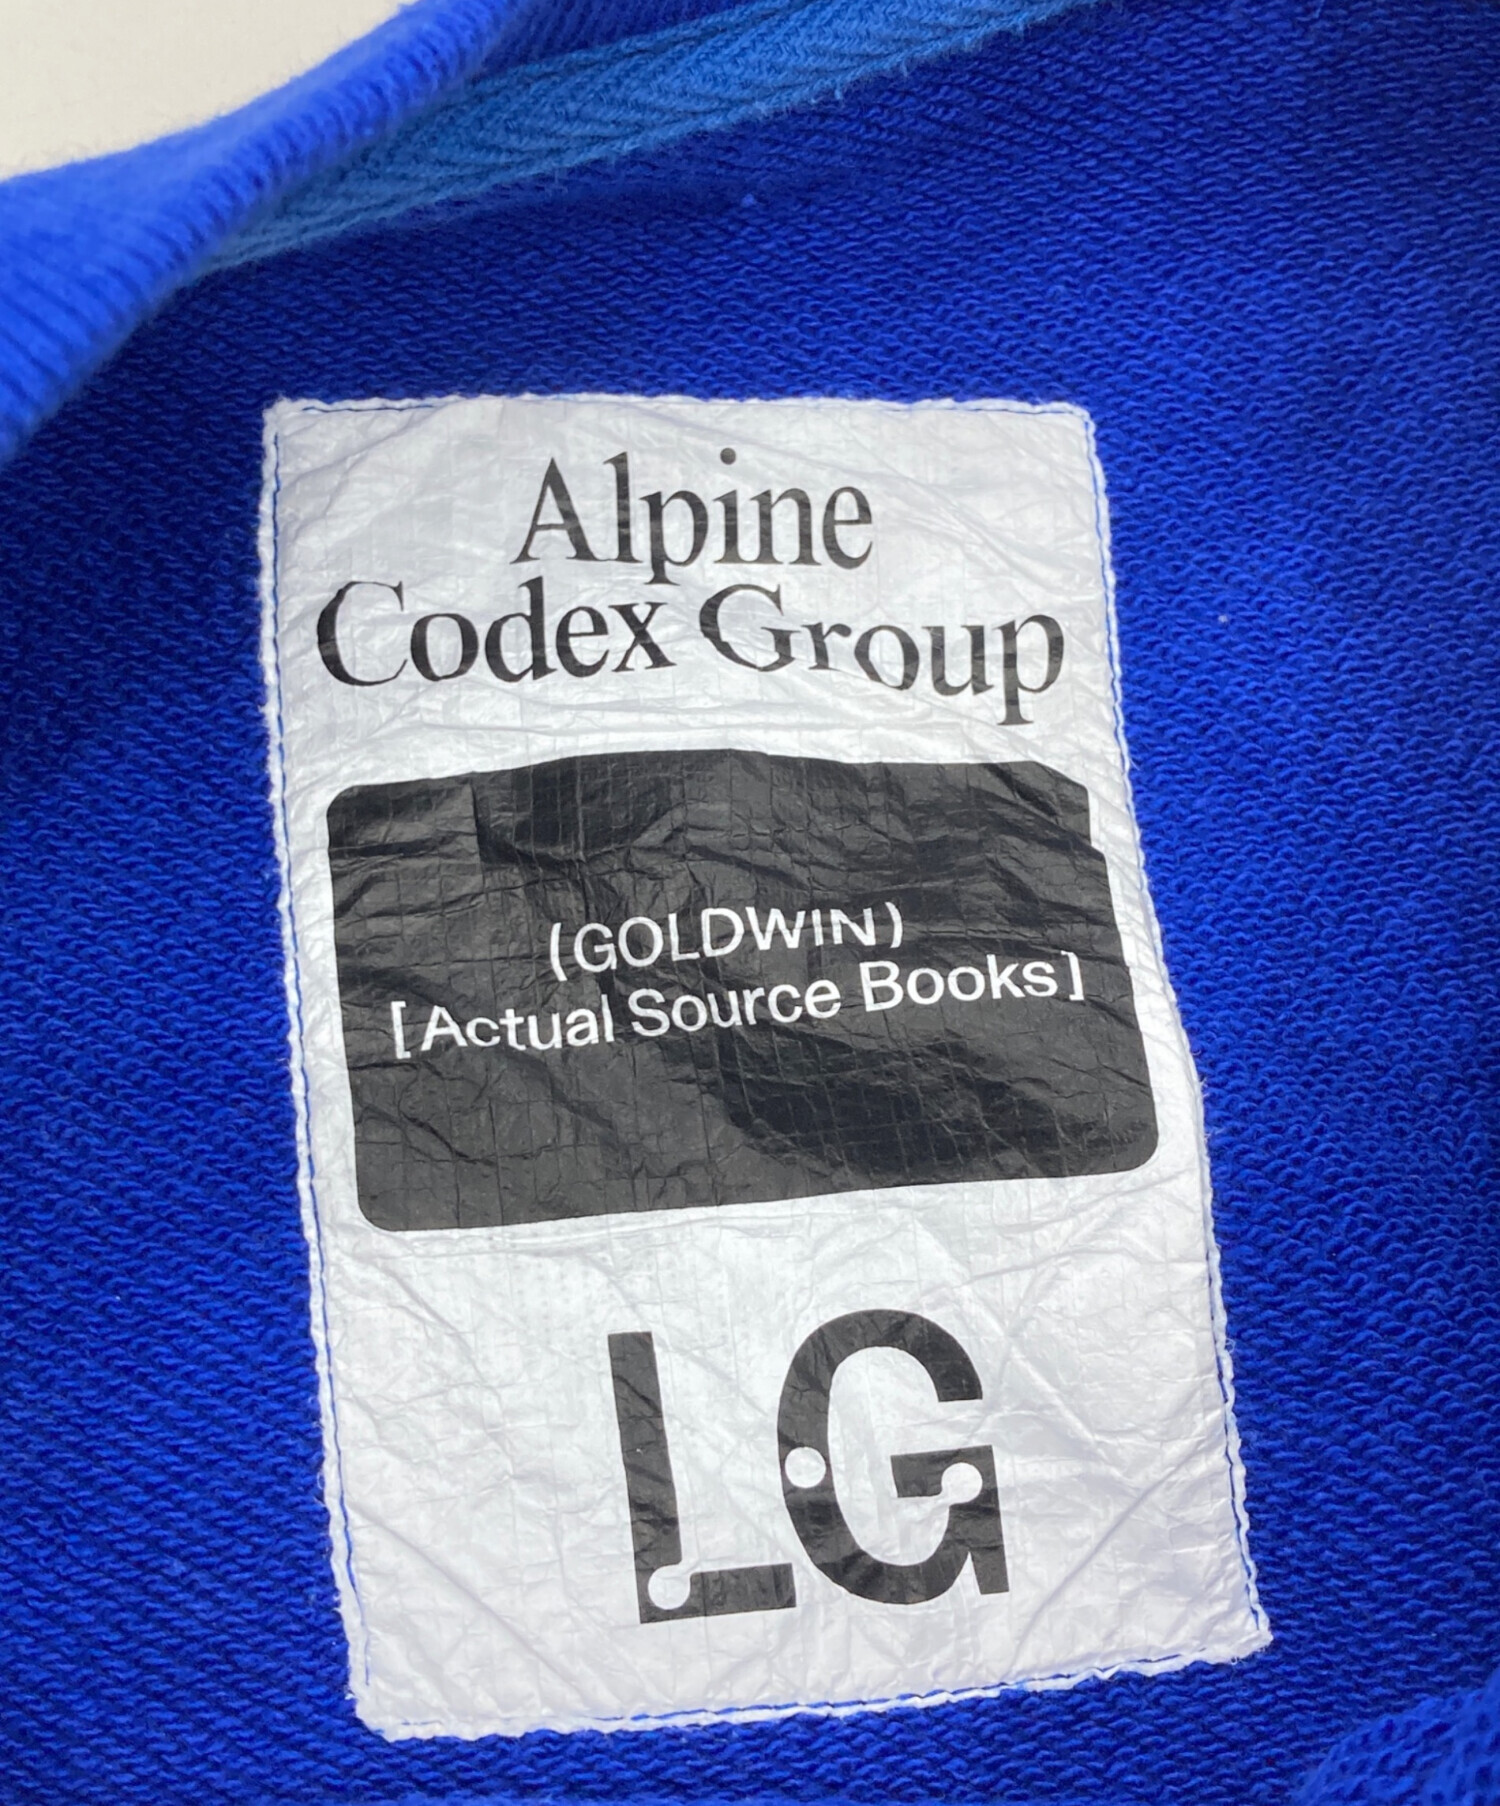 Alpine
Codex Group
(GOLDWIN)
[Actual Source Books]
LG